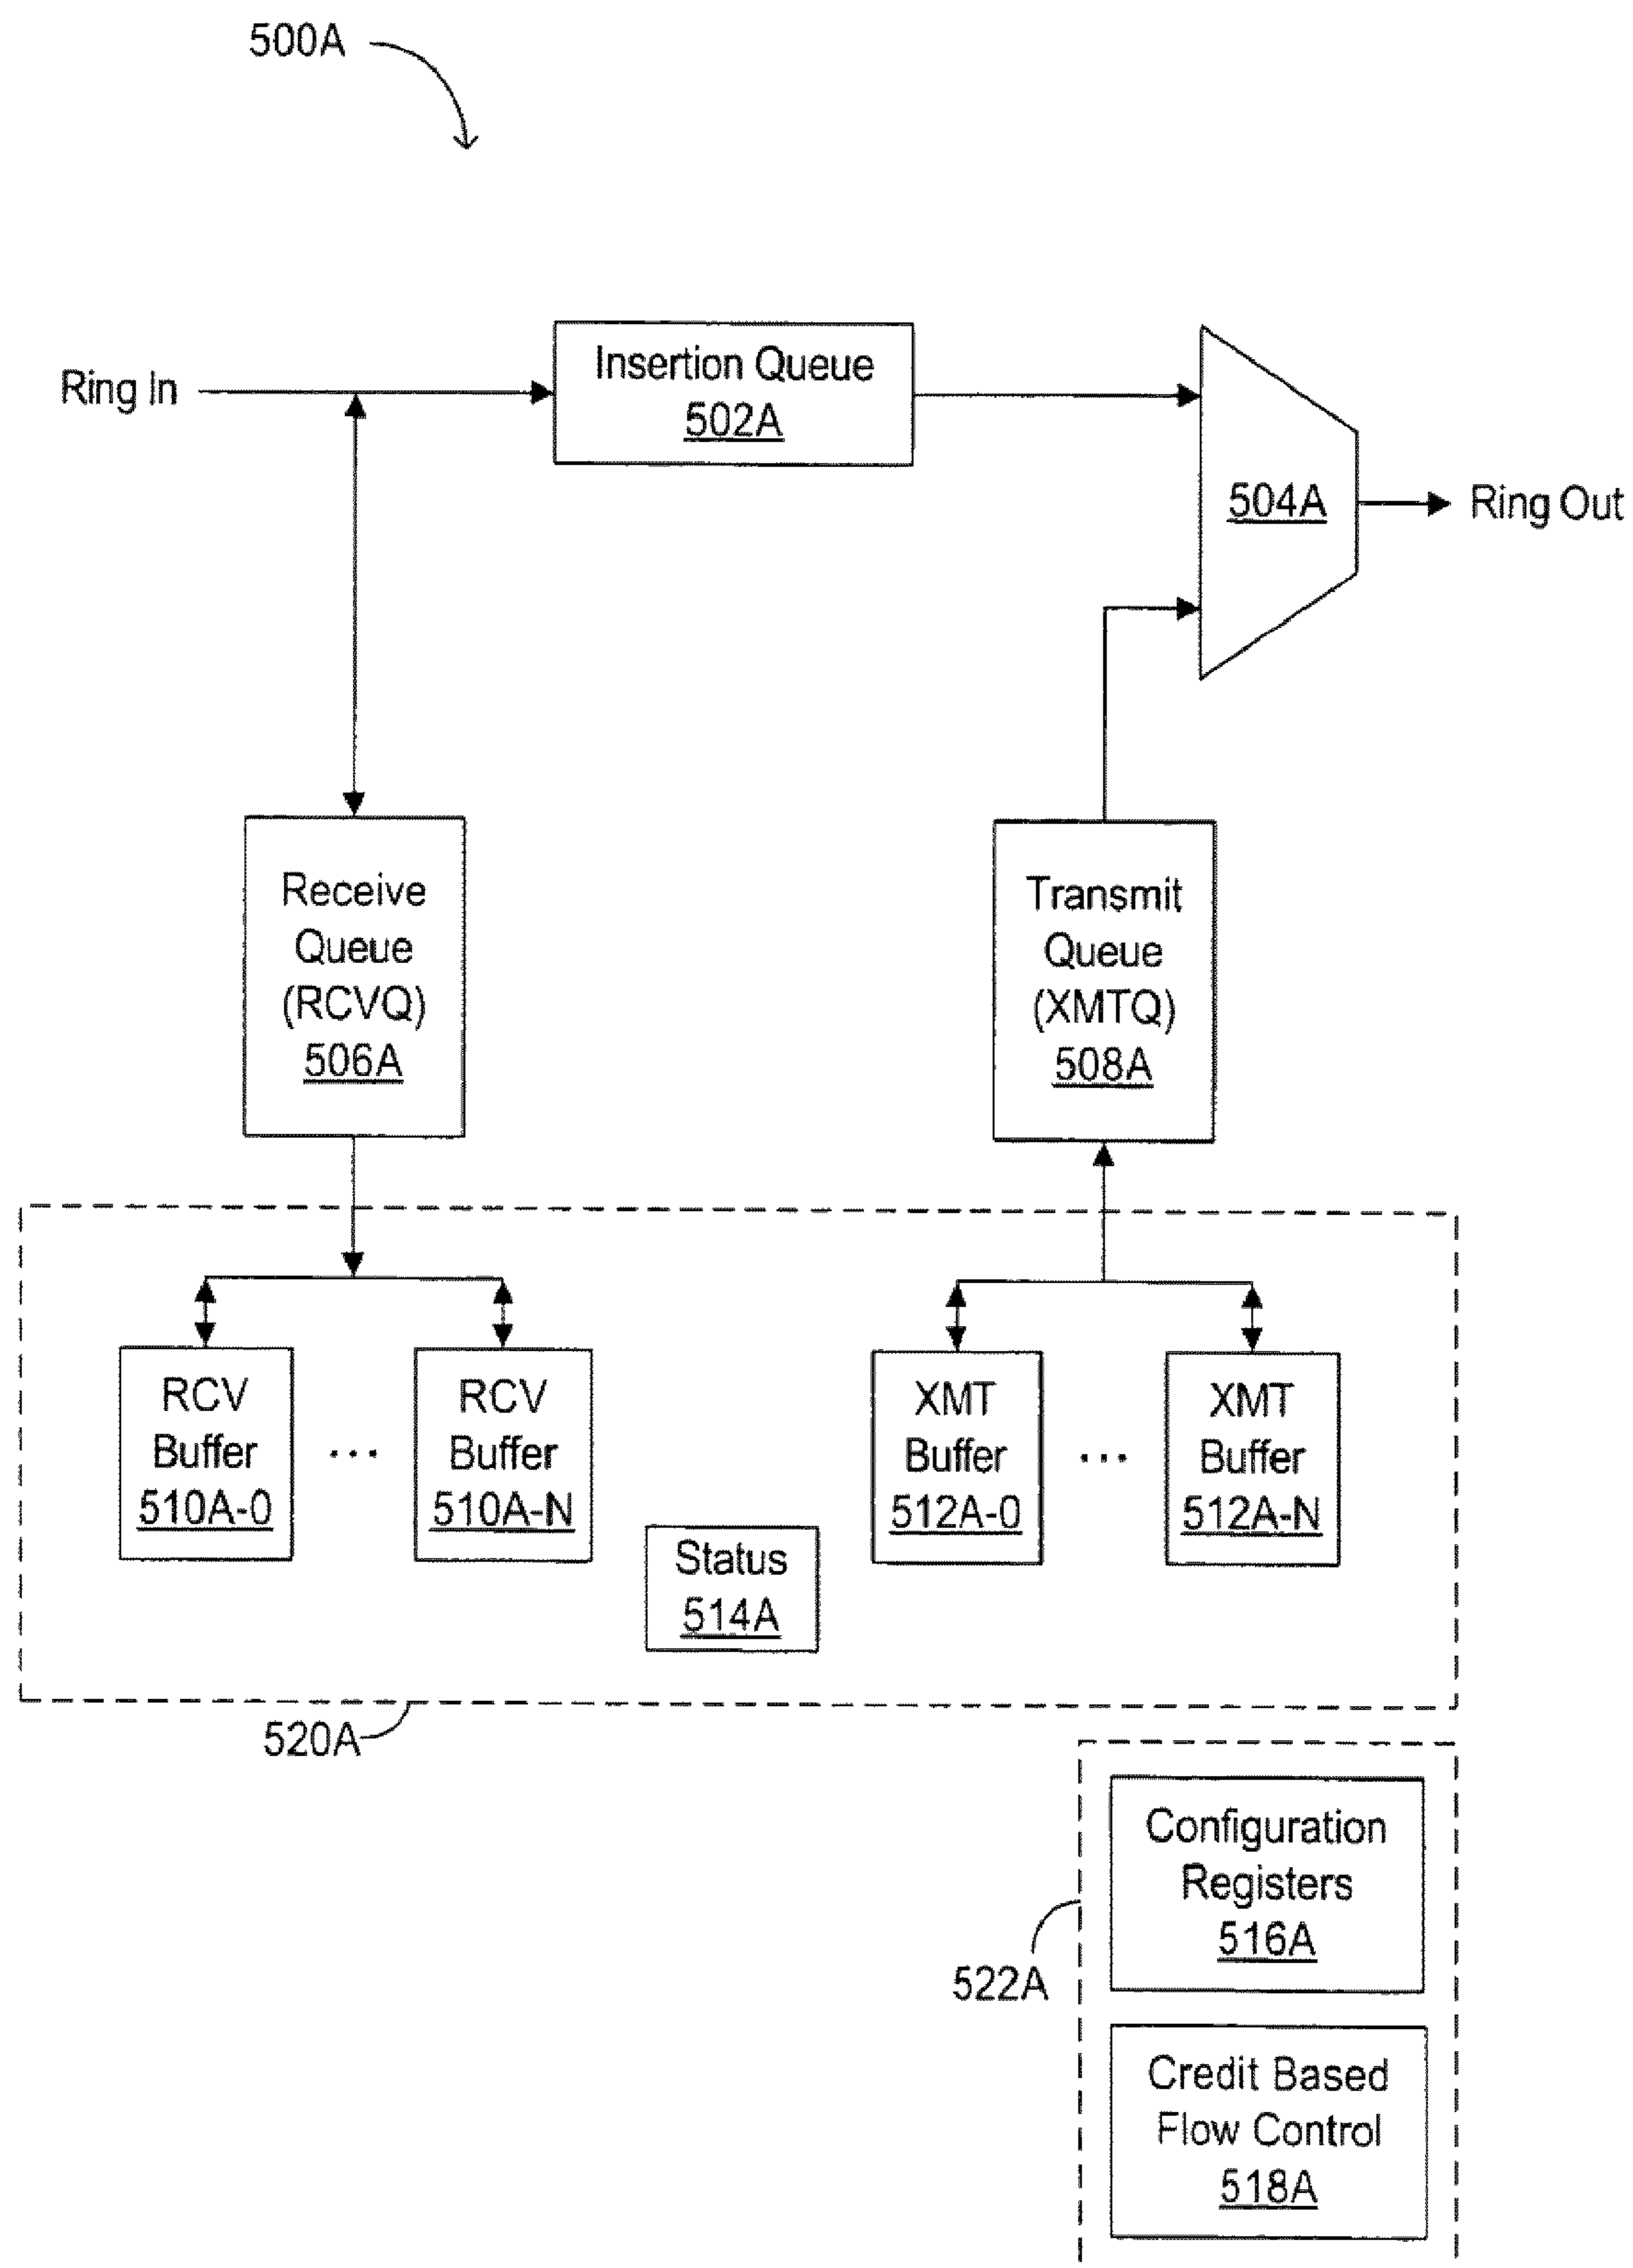 500A
Ring In
Insertion Queue
502A
504A
Ring Out
Receive
Queue
(RCVQ)
506A
Transmit
Queue
(XMTQ)
508A
RCV
Buffer
510A-0
...
RCV
Buffer
510A-N
Status
514A
XMT
Buffer
512A-0
...
XMT
Buffer
512A-N
520A
Configuration
Registers
516A
522A
Credit Based
Flow Control
518A